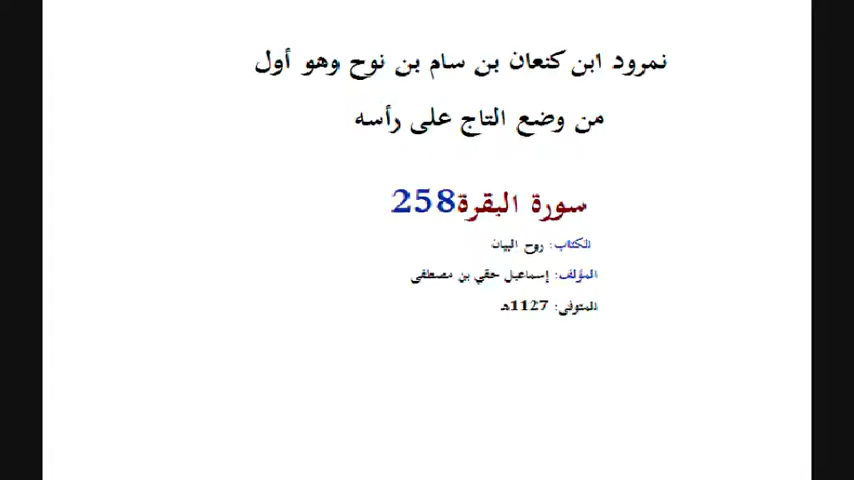 نمرود ابن كنعان بن سام بن نوح وهو أول
من وضع التاج على رأسه
سورة البقرة258
الكتاب: روح البيان
المؤلف: إسماعيل حقي بن مصطفى
المتوفى: 1127هـ